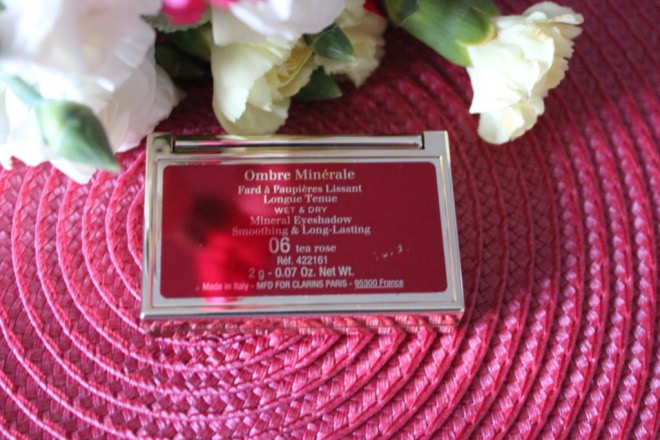 Ombre Minérale
Fard à Paupières Lissant
Longue Tenue
WET & DRY
Mineral Eyeshadow
Smoothing & Long-Lasting
06 tea rose
Réf. 422161
2 g - 0.07 Oz. Net Wt.
Made in Italy - MFD FOR CLARINS PARIS - 95300 France